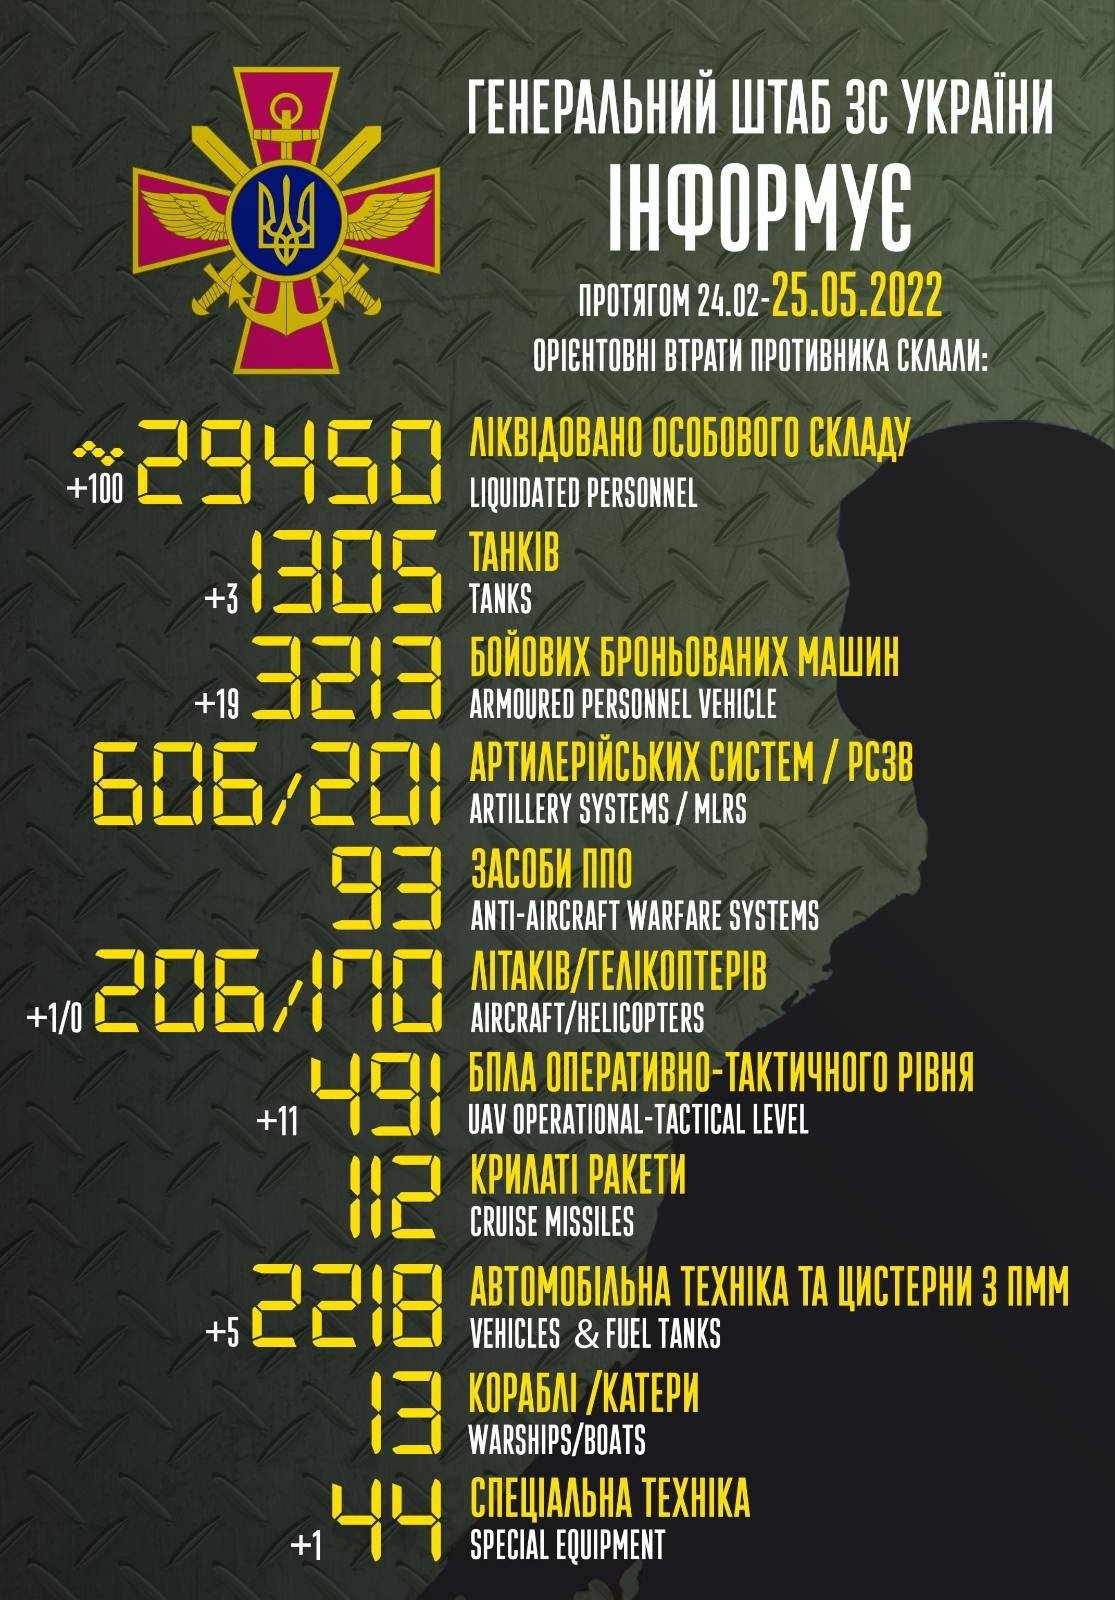 ГЕНЕРАЛЬНИЙ ШТАБ ЗС УКРАЇНИ
ІНФОРМУЄ
ПРОТЯГОМ 24.02-25.05.2022
ОРІЄНТОВНІ ВТРАТИ ПРОТИВНИКА СКЛАЛИ:
+100 ~29450 ЛІКВІДОВАНО ОСОБОВОГО СКЛАДУ
LIQUIDATED PERSONNEL
+3 1305 ТАНКІВ
TANKS
+19 3213 БОЙОВИХ БРОНЬОВАНИХ МАШИН
ARMOURED PERSONNEL VEHICLE
606/201 АРТИЛЕРІЙСЬКИХ СИСТЕМ / РСЗВ
ARTILLERY SYSTEMS / MLRS
93 ЗАСОБИ ППО
ANTI-AIRCRAFT WARFARE SYSTEMS
+1/0 206/170 ЛІТАКІВ/ГЕЛІКОПТЕРІВ
AIRCRAFT/HELICOPTERS
+11 491 БПЛА ОПЕРАТИВНО-ТАКТИЧНОГО РІВНЯ
UAV OPERATIONAL-TACTICAL LEVEL
112 КРИЛАТІ РАКЕТИ
CRUISE MISSILES
+5 2218 АВТОМОБІЛЬНА ТЕХНІКА ТА ЦИСТЕРНИ З ПММ
VEHICLES & FUEL TANKS
13 КОРАБЛІ /КАТЕРИ
WARSHIPS/BOATS
+1 44 СПЕЦІАЛЬНА ТЕХНІКА
SPECIAL EQUIPMENT